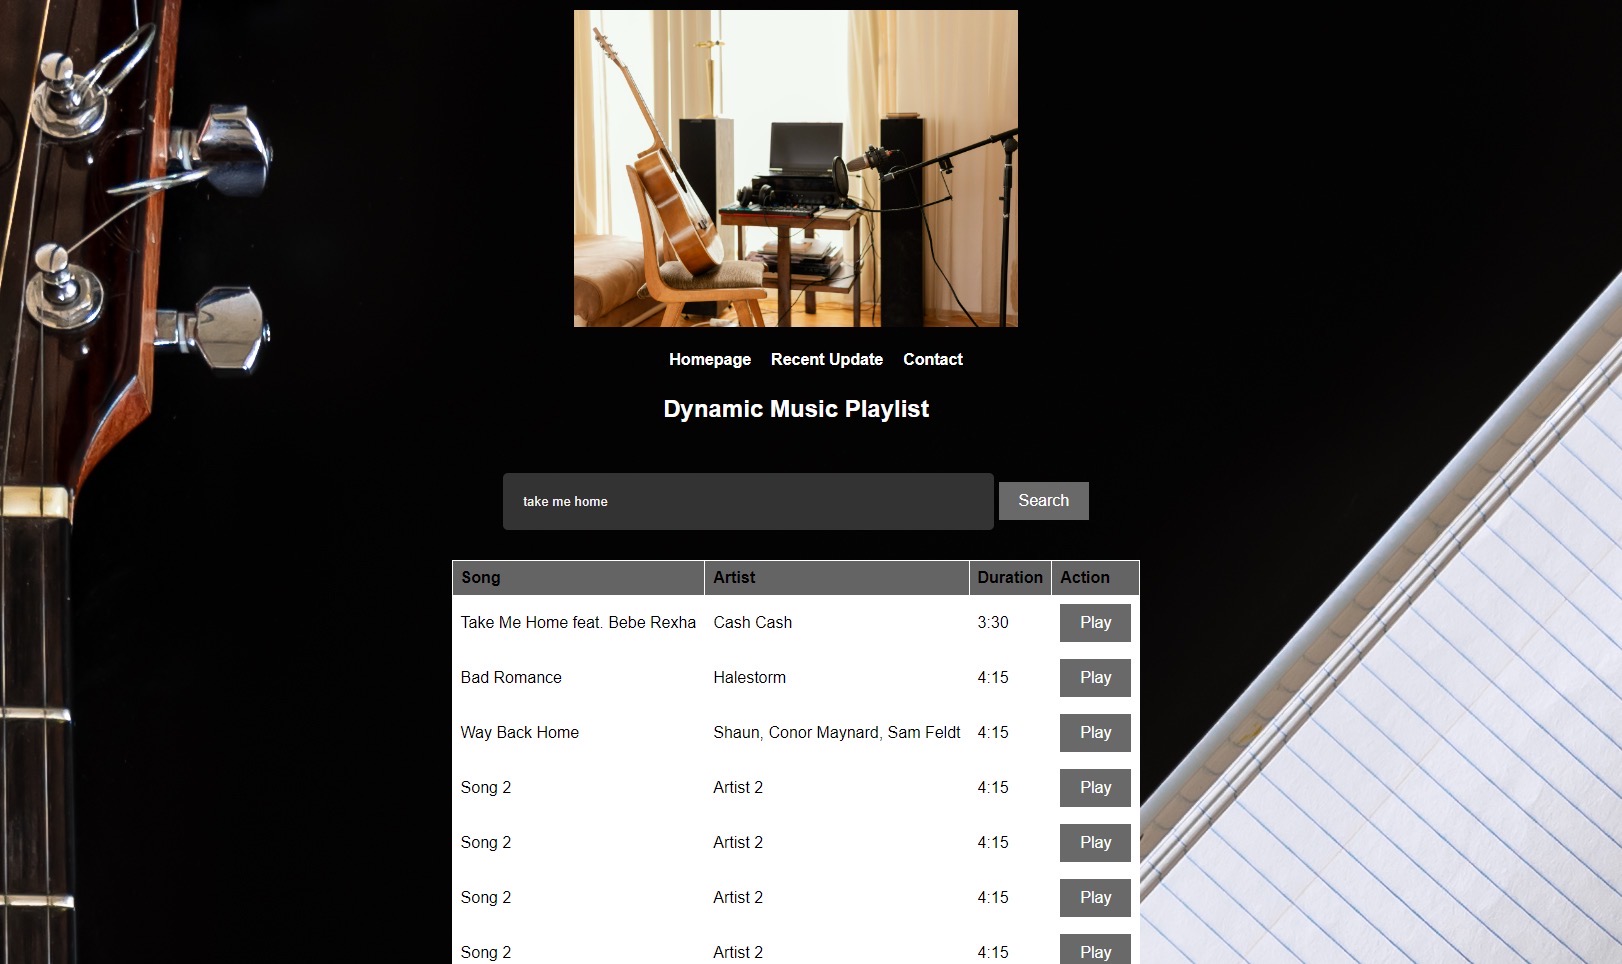 Homepage Recent Update Contact
Dynamic Music Playlist
take me home Search
Song Artist Duration Action
Take Me Home feat. Bebe Rexha Cash Cash 3:30 Play
Bad Romance Halestorm 4:15 Play
Way Back Home Shaun, Conor Maynard, Sam Feldt 4:15 Play
Song 2 Artist 2 4:15 Play
Song 2 Artist 2 4:15 Play
Song 2 Artist 2 4:15 Play
Song 2 Artist 2 4:15 Play